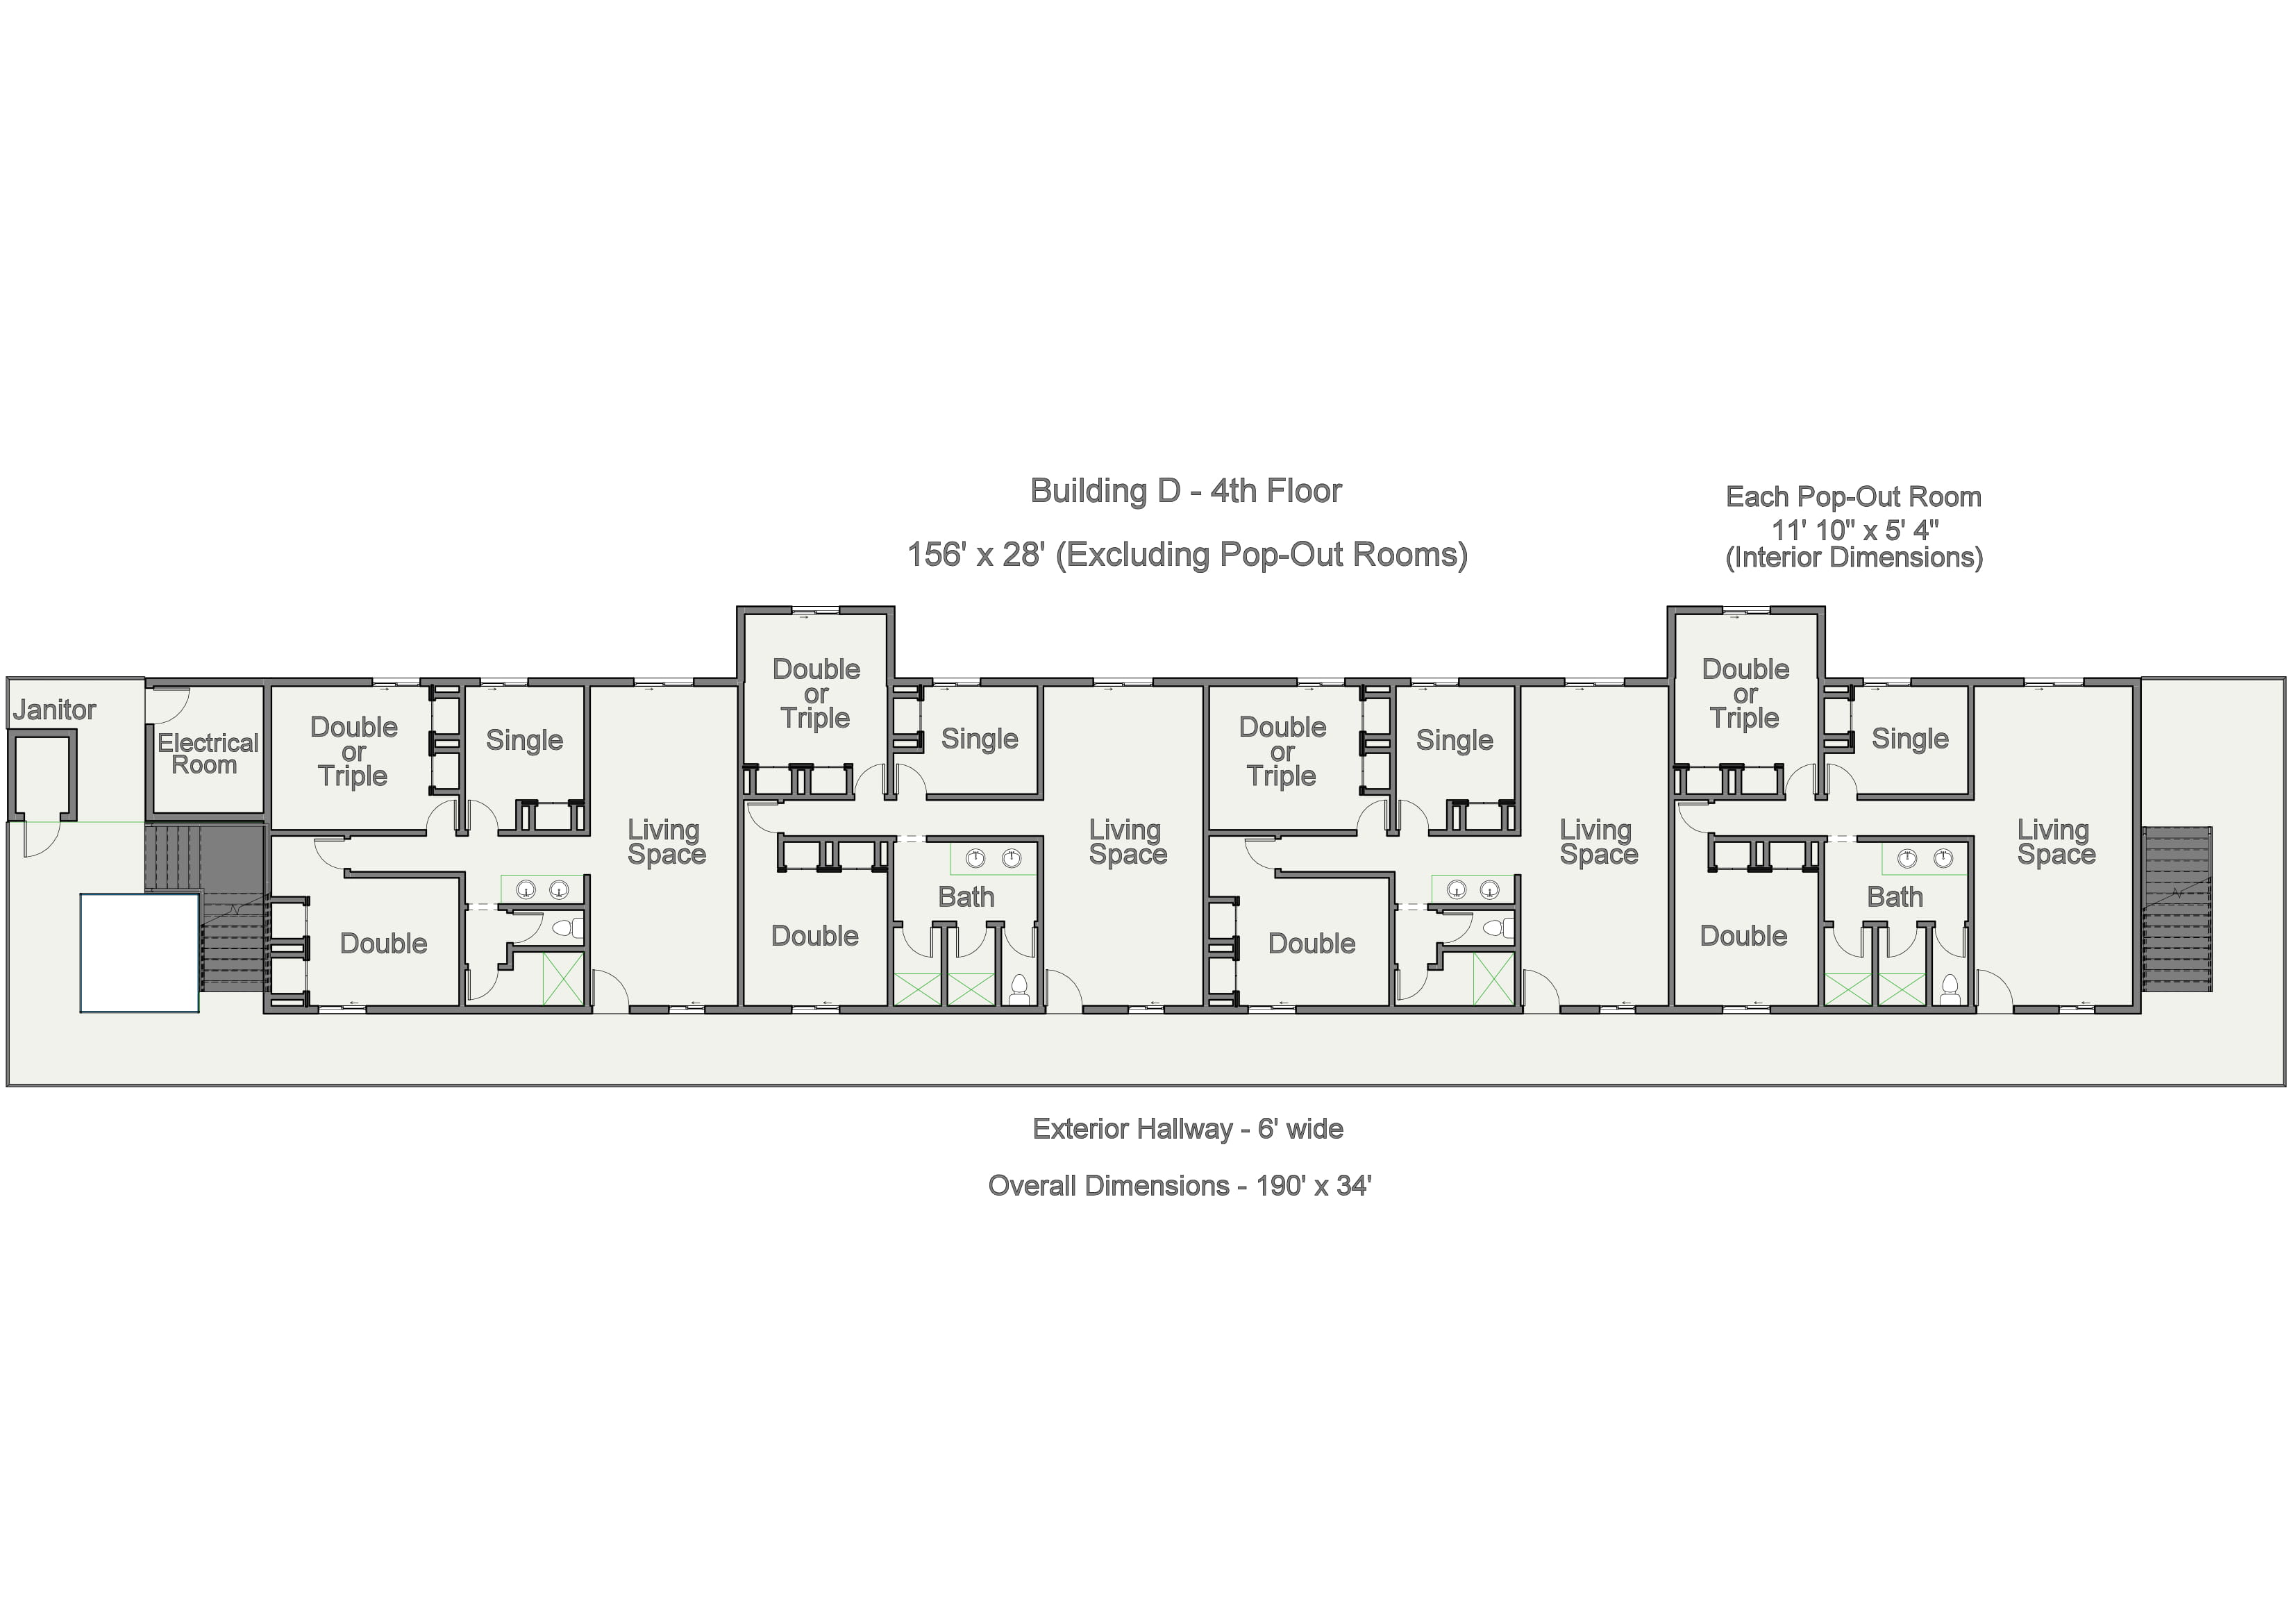 Building D - 4th Floor
156' x 28' (Excluding Pop-Out Rooms)
Each Pop-Out Room
11' 10" x 5' 4"
(Interior Dimensions)
Janitor
Electrical
Room
Double
or
Triple
Single
Living
Space
Double
Double
or
Triple
Single
Living
Space
Bath
Double
Double
or
Triple
Single
Living
Space
Double
Double
or
Triple
Single
Living
Space
Bath
Double
Exterior Hallway - 6' wide
Overall Dimensions - 190' x 34'